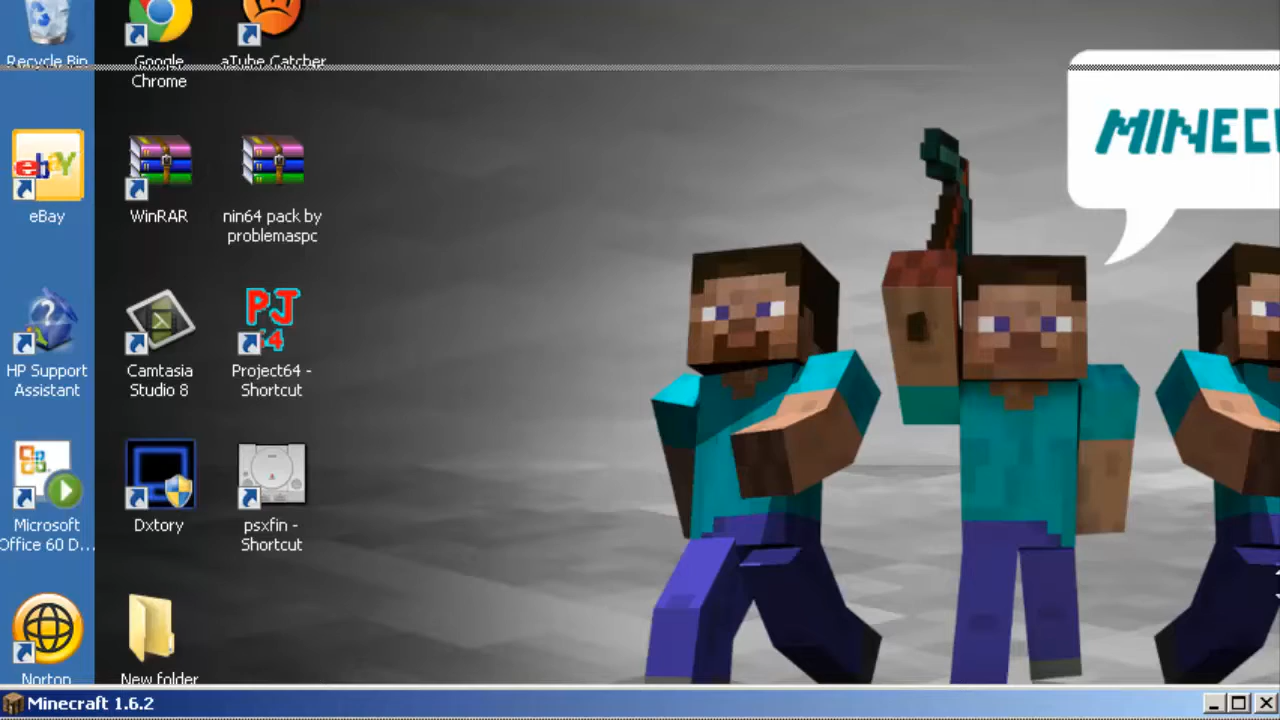 Recycle Bin
Google
Chrome
aTube Catcher
MINEC
eBay
eBay
WinRAR
nin64 pack by
problemaspc
PJ
64
HP Support
Assistant
Camtasia
Studio 8
Project64 -
Shortcut
Microsoft
Office 60 D...
Dxtory
psxfin -
Shortcut
Norton
New folder
Minecraft 1.6.2